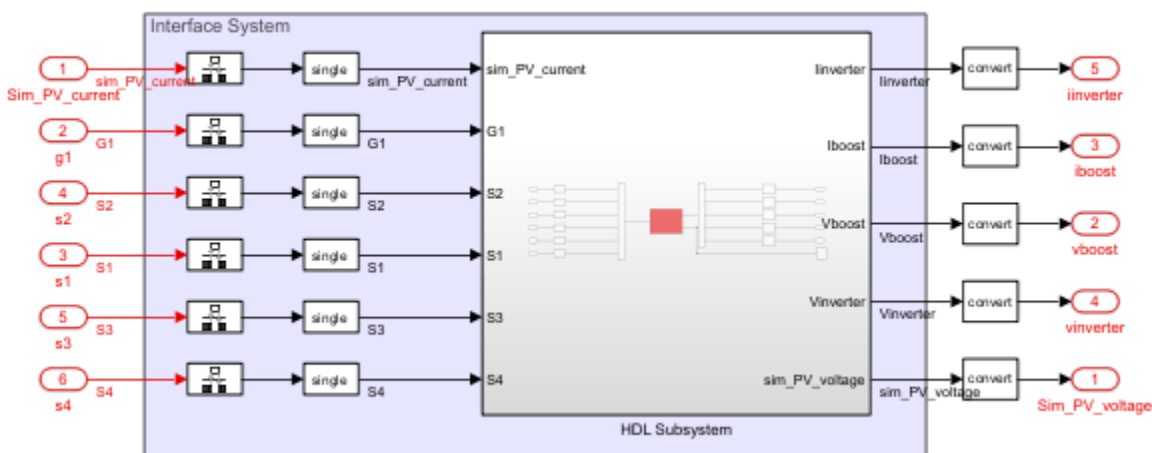 Interface System
1
sim_PV_current
single
sim_PV_current
sim_PV_current
Iinverter
Iinverter
convert
5
Sim_PV_current
iinverter
2
G1
single
G1
G1
g1
Iboost
Iboost
convert
3
iboost
4
S2
single
S2
S2
s2
Vboost
Vboost
convert
2
vboost
3
S1
single
S1
S1
s1
Vinverter
Vinverter
convert
4
vinverter
5
S3
single
S3
S3
s3
6
S4
single
S4
S4
s4
sim_PV_voltage
sim_PV_voltage
convert
1
Sim_PV_voltage
HDL Subsystem